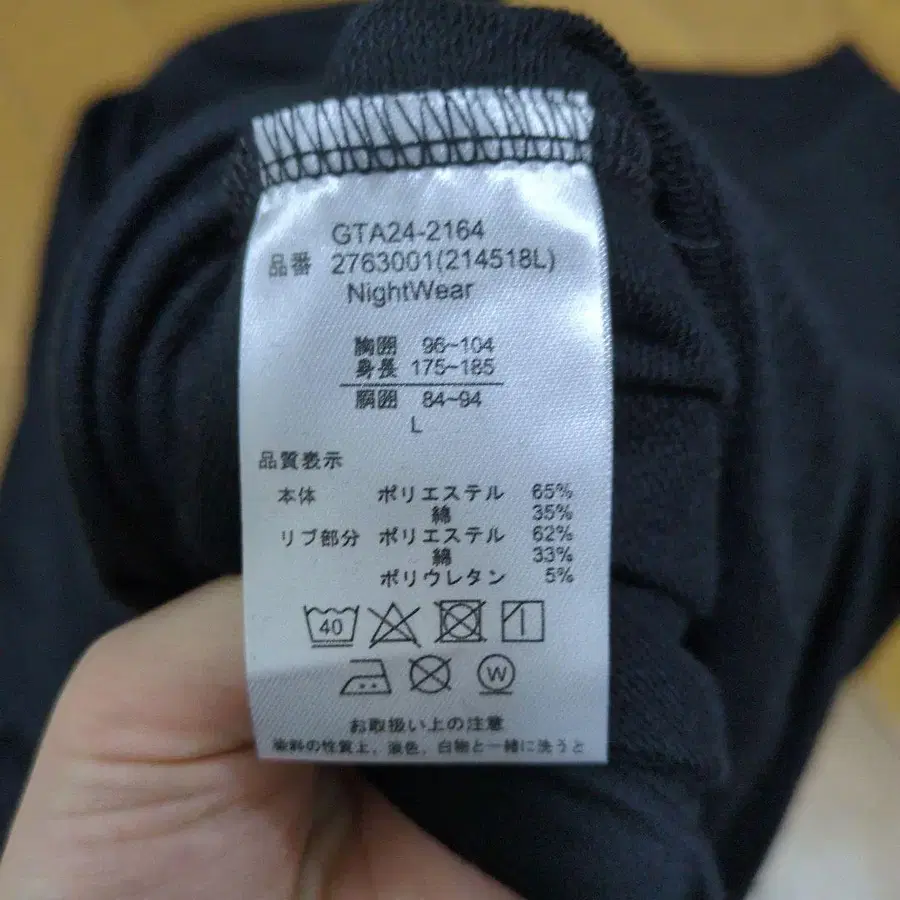 GTA24-2164
品番 2763001(214518L)
NightWear
胸囲 96~104
身長 175~185
胴囲 84~94
L
品質表示
本体 ポリエステル 65%
綿 35%
リブ部分 ポリエステル 62%
綿 33%
ポリウレタン 5%
40
W
お取扱い上の注意
染料の性質上、淡色、白物と一緒に洗うと